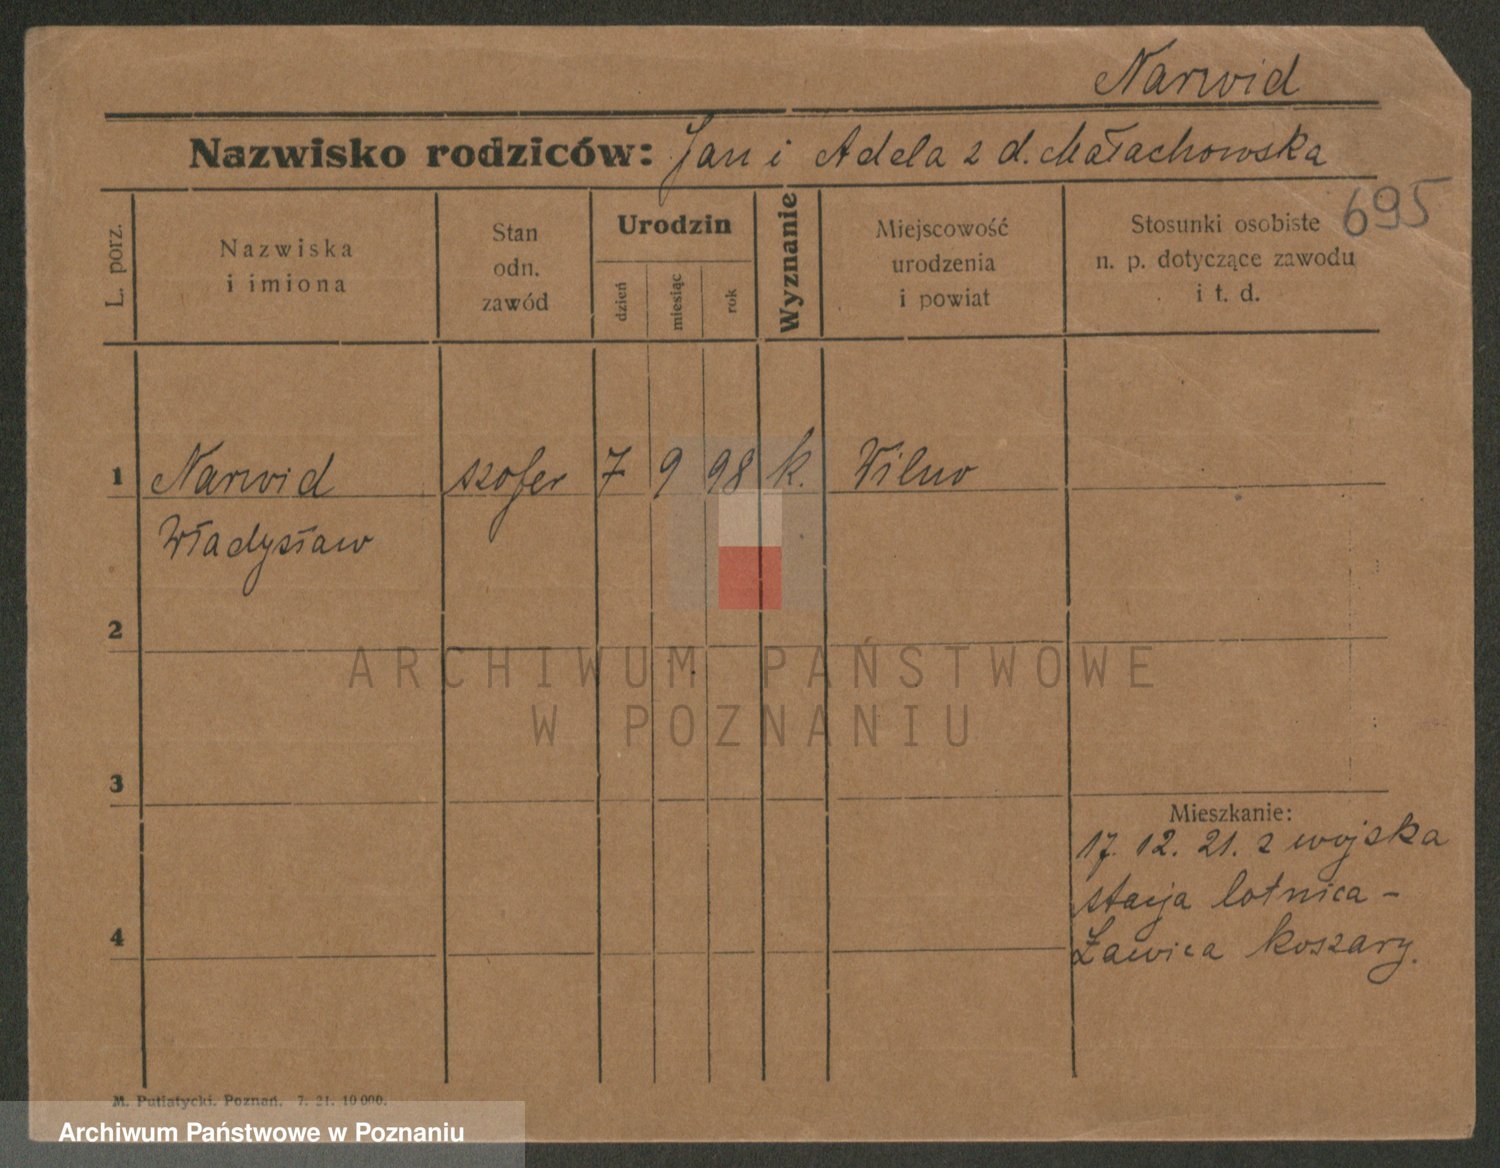 Narwid
Nazwisko rodziców: Jan i Adela z d. Małachowska
695
L. porz.
Nazwiska
i imiona
Stan
odn.
zawód
Urodzin
dzień
miesiąc
rok
Wyznanie
Miejscowość
urodzenia
i powiat
Stosunki osobiste
n. p. dotyczące zawodu
i t. d.
1 Narwid szofer 7 9 98 k. Wilno
Władysław
2
ARCHIWUM PAŃSTWOWE
W POZNANIU
3
Mieszkanie:
17. 12. 21. z wojska
stacja lotnica -
Ławica koszary.
4
M. Putiatycki. Poznań. 7. 21. 10 000.
Archiwum Państwowe w Poznaniu